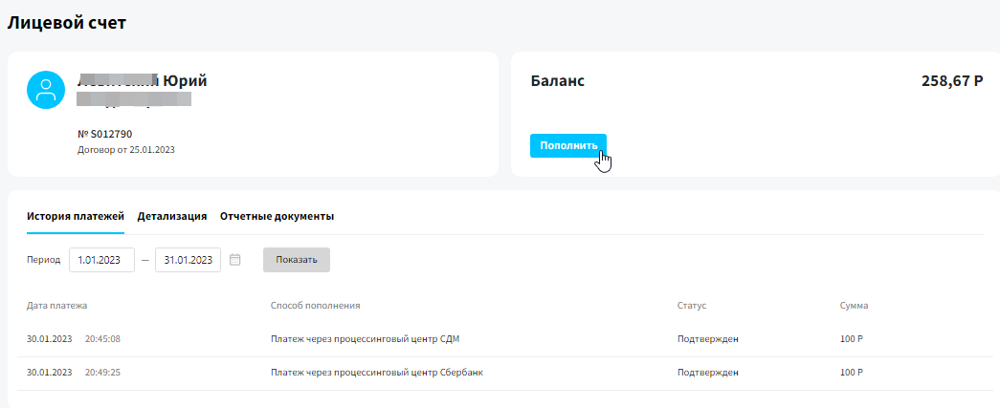 Лицевой счет
Юрий
№ S012790
Договор от 25.01.2023
Баланс
258,67 Р
Пополнить
История платежей Детализация Отчетные документы
Период 1.01.2023 — 31.01.2023 Показать
Дата платежа Способ пополнения Статус Сумма
30.01.2023 20:45:08 Платеж через процессинговый центр СДМ Подтвержден 100 Р
30.01.2023 20:49:25 Платеж через процессинговый центр Сбербанк Подтвержден 100 Р